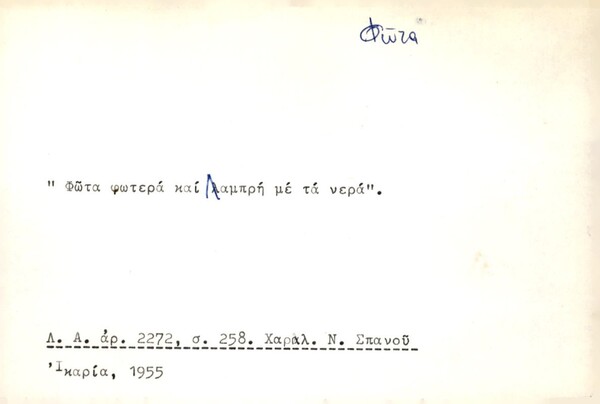 Φῶτα
" Φῶτα φωτερά καί Λαμπρή μέ τά νερά".
Λ. Α. ἀρ. 2272, σ. 258. Χαραλ. Ν. Σπανοῦ
Ἰκαρία, 1955